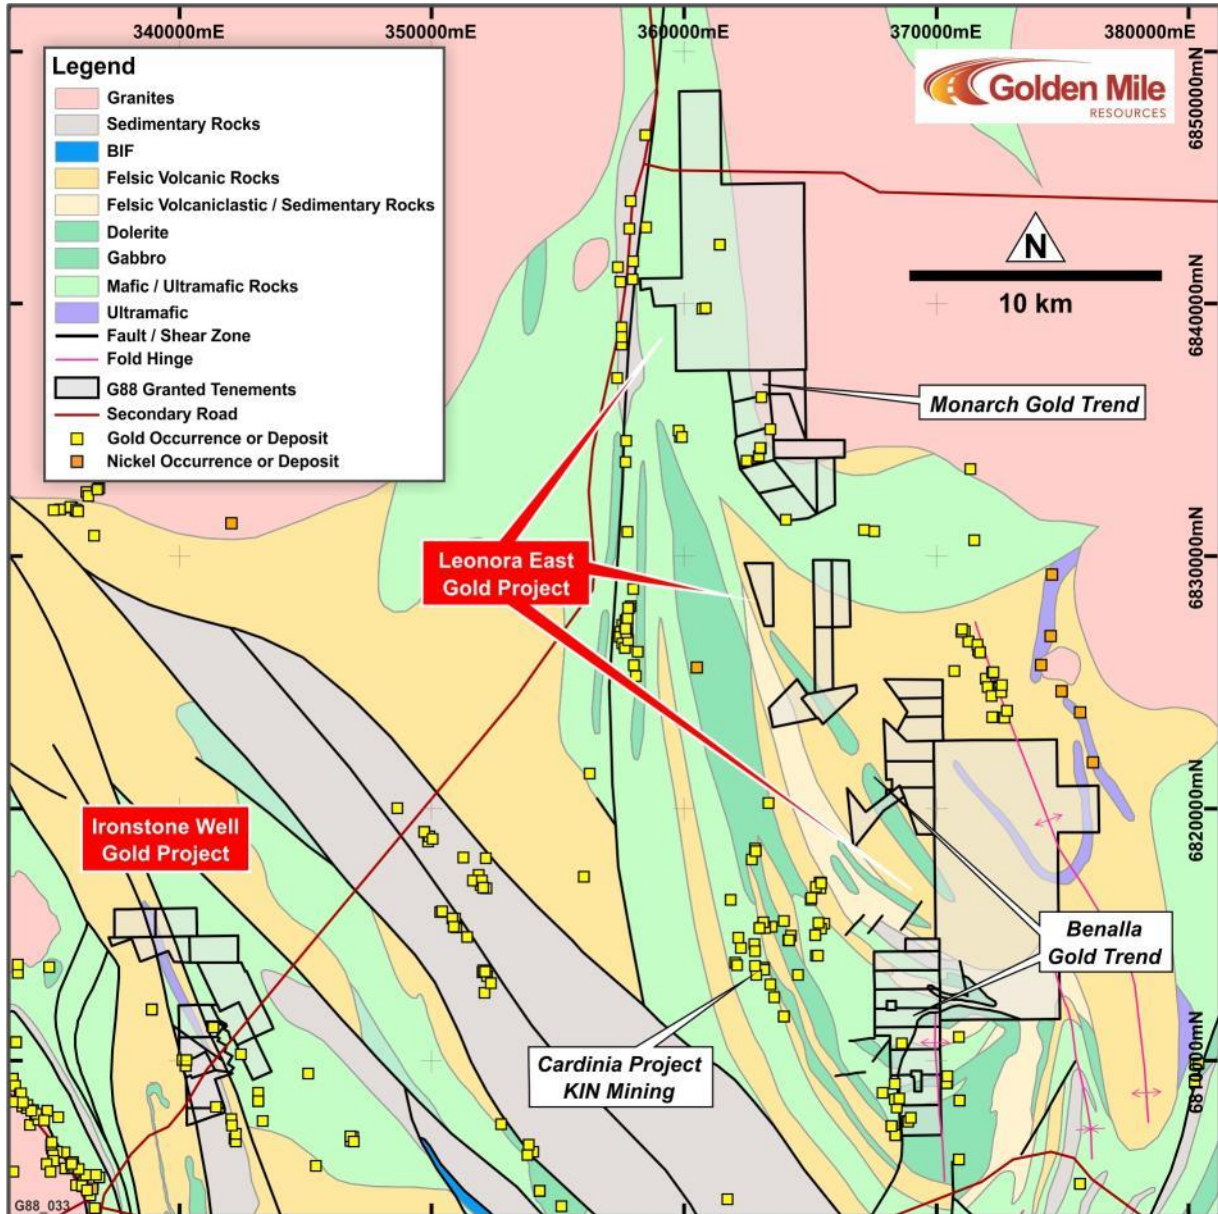 340000mE
350000mE
360000mE
370000mE
380000mE
Legend
Granites
Sedimentary Rocks
BIF
Felsic Volcanic Rocks
Felsic Volcaniclastic / Sedimentary Rocks
Dolerite
Gabbro
Mafic / Ultramafic Rocks
Ultramafic
Fault / Shear Zone
Fold Hinge
G88 Granted Tenements
Secondary Road
Gold Occurrence or Deposit
Nickel Occurrence or Deposit
Golden Mile
RESOURCES
6850000mN
N
10 km
6840000mN
Monarch Gold Trend
Leonora East
Gold Project
6830000mN
Ironstone Well
Gold Project
6820000mN
Benalla
Gold Trend
Cardinia Project
KIN Mining
6810000mN
G88_033